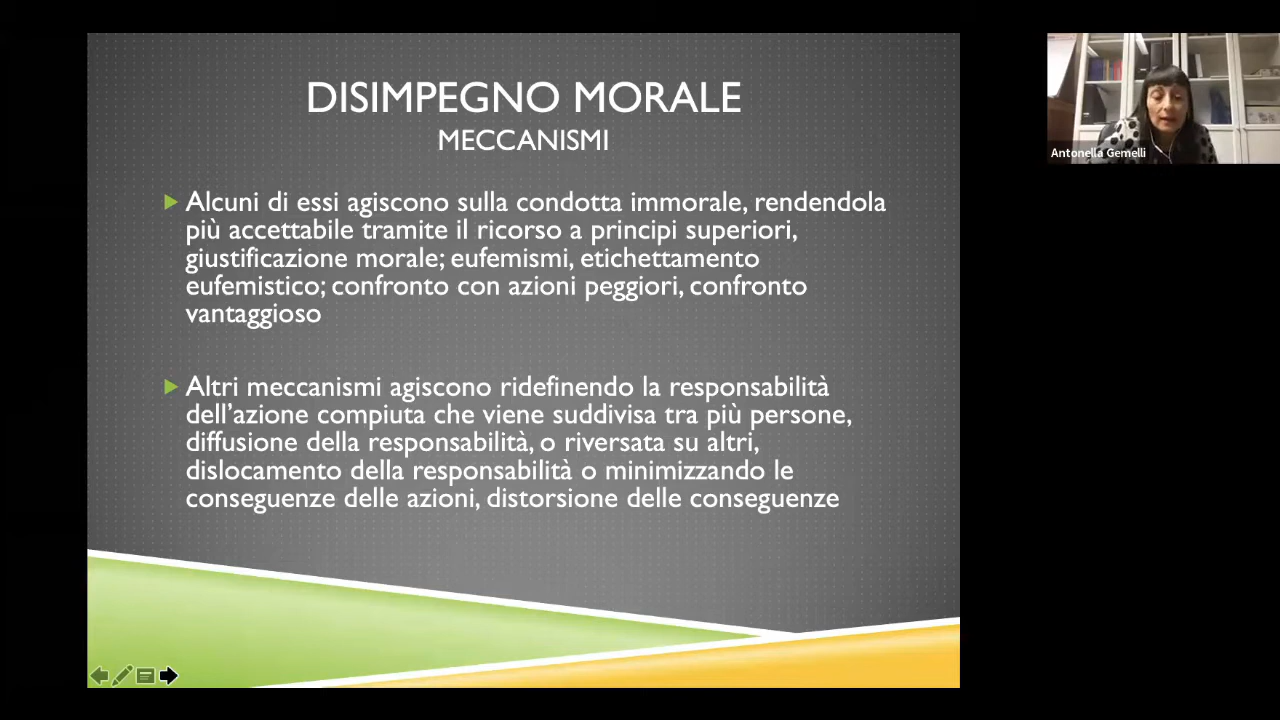 DISIMPEGNO MORALE
MECCANISMI
Alcuni di essi agiscono sulla condotta immorale, rendendola
più accettabile tramite il ricorso a principi superiori,
giustificazione morale; eufemismi, etichettamento
eufemistico; confronto con azioni peggiori, confronto
vantaggioso
Altri meccanismi agiscono ridefinendo la responsabilità
dell’azione compiuta che viene suddivisa tra più persone,
diffusione della responsabilità, o riversata su altri,
dislocamento della responsabilità o minimizzando le
conseguenze delle azioni, distorsione delle conseguenze
Antonella Gemelli